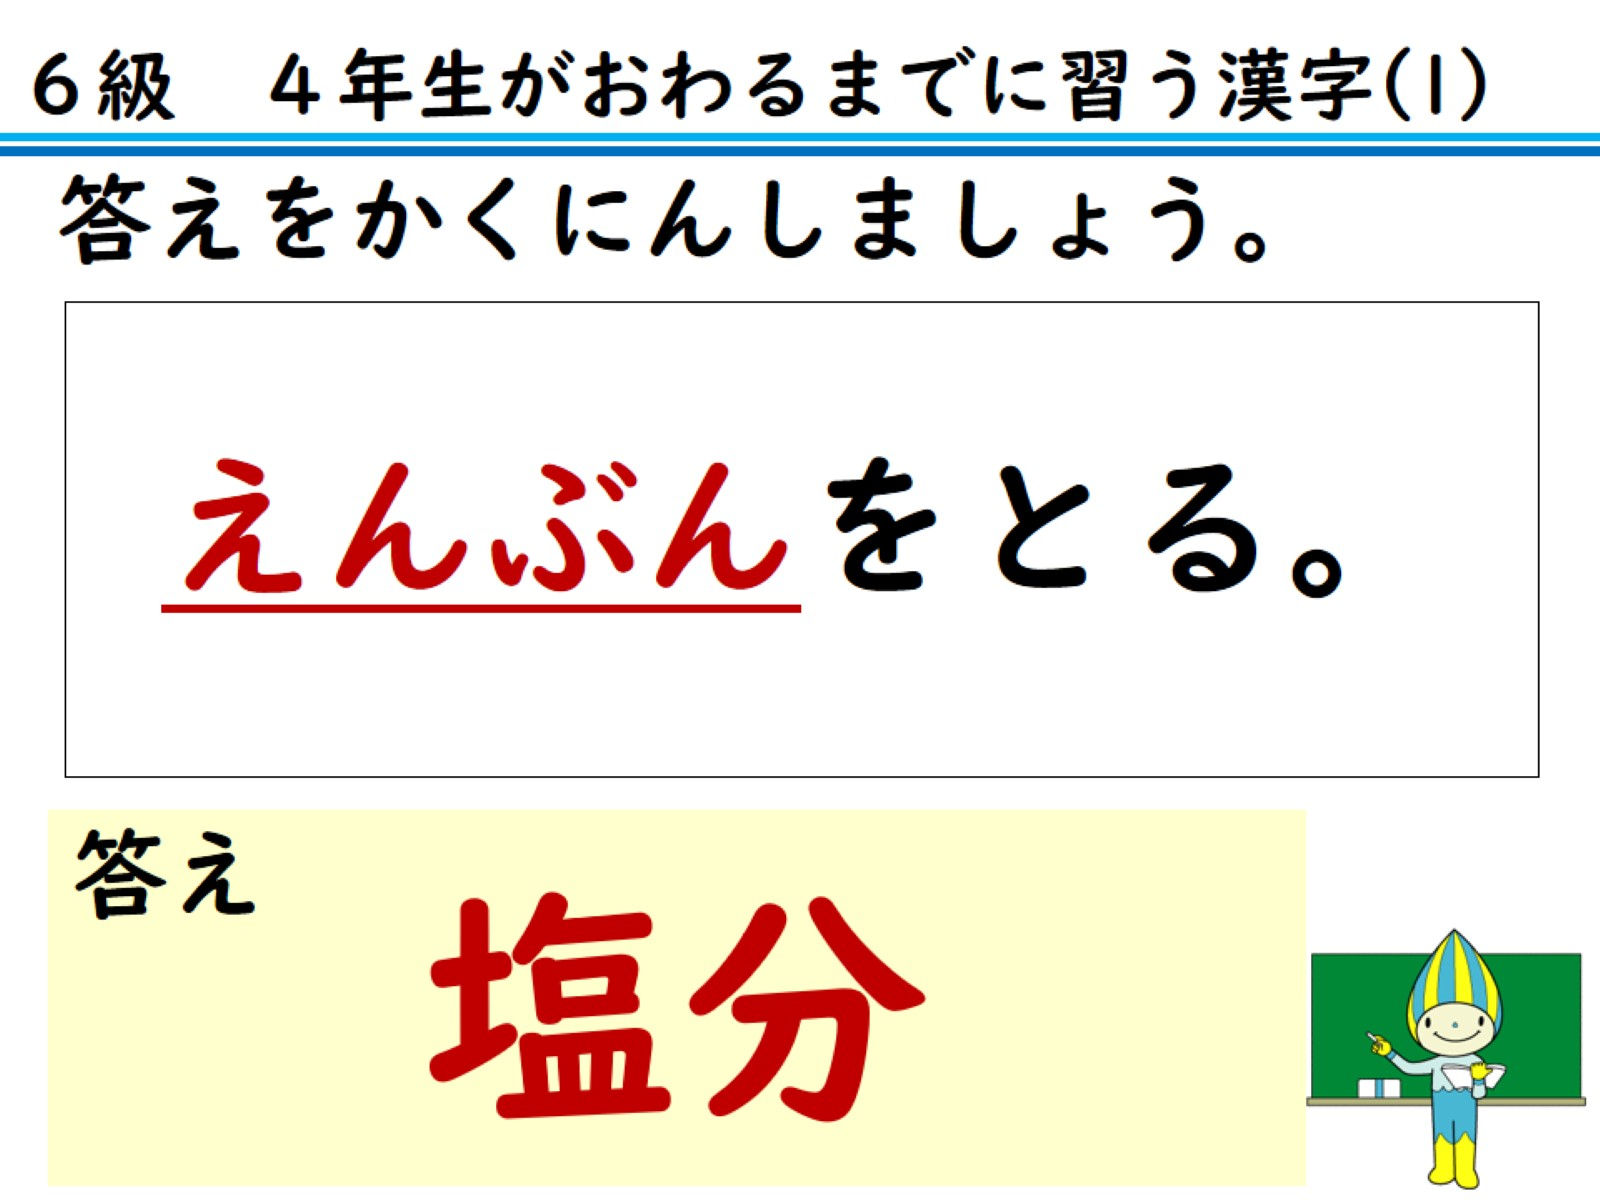 ６級　４年生がおわるまでに習う漢字(1)
答えをかくにんしましょう。
えんぶんをとる。
答え
塩分